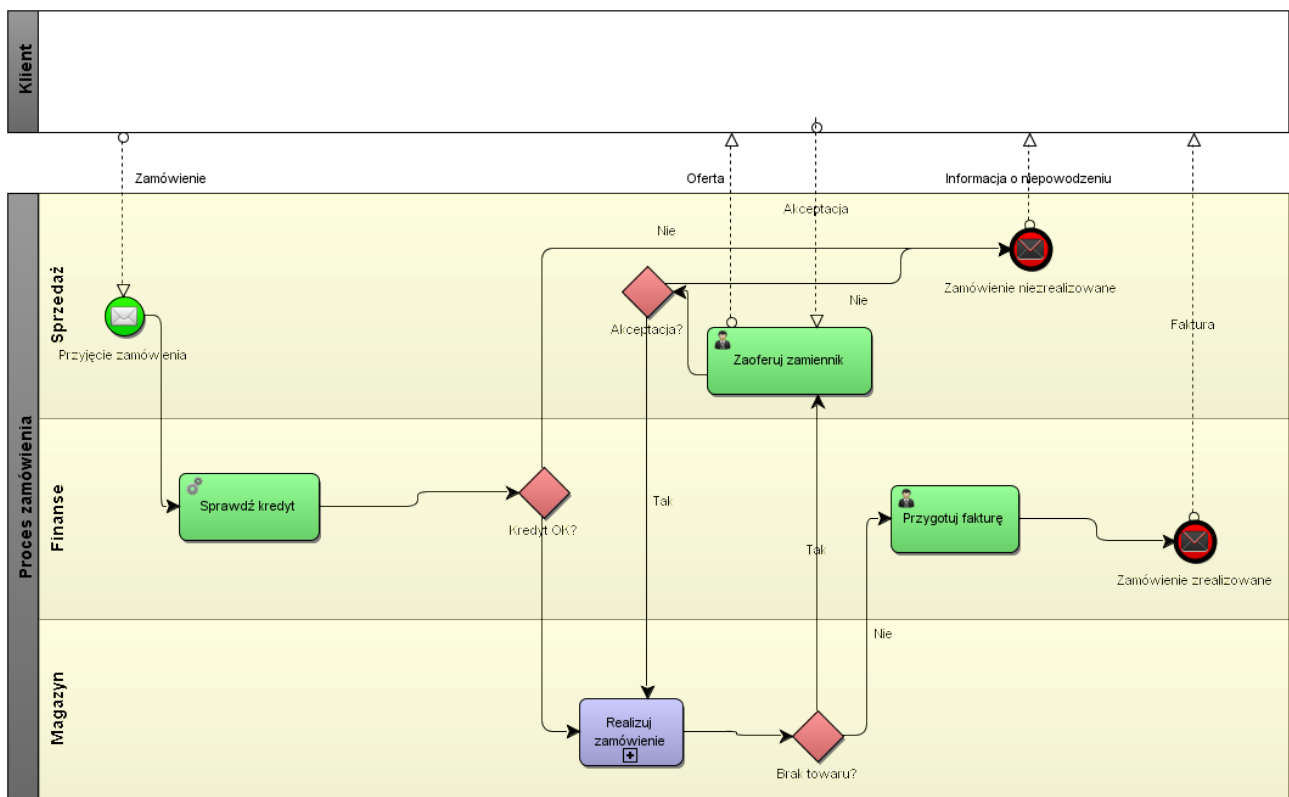 Klient
Zamówienie
Oferta
Informacja o niepowodzeniu
Akceptacja
Proces zamówienia
Sprzedaż
Nie
Przyjęcie zamówienia
Akceptacja?
Nie
Zamówienie niezrealizowane
Faktura
Zaoferuj zamiennik
Finanse
Sprawdź kredyt
Kredyt OK?
Tak
Przygotuj fakturę
Tak
Zamówienie zrealizowane
Magazyn
Nie
Realizuj
zamówienie
Brak towaru?